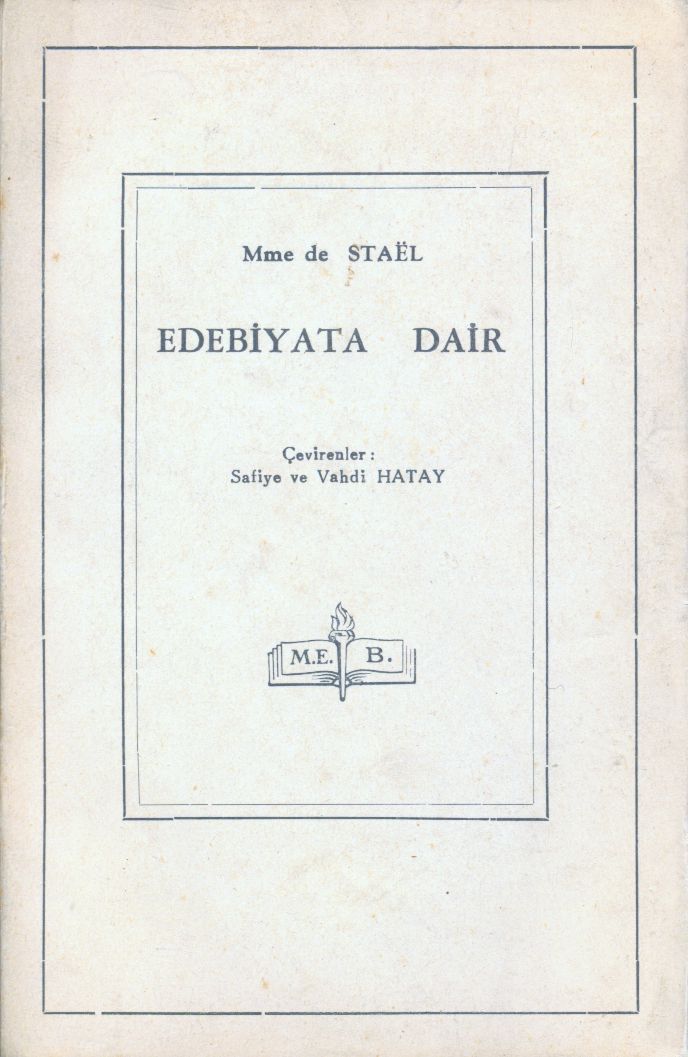 Mme de STAËL
EDEBİYATA DAİR
Çevirenler :
Safiye ve Vahdi HATAY
M.E. B.